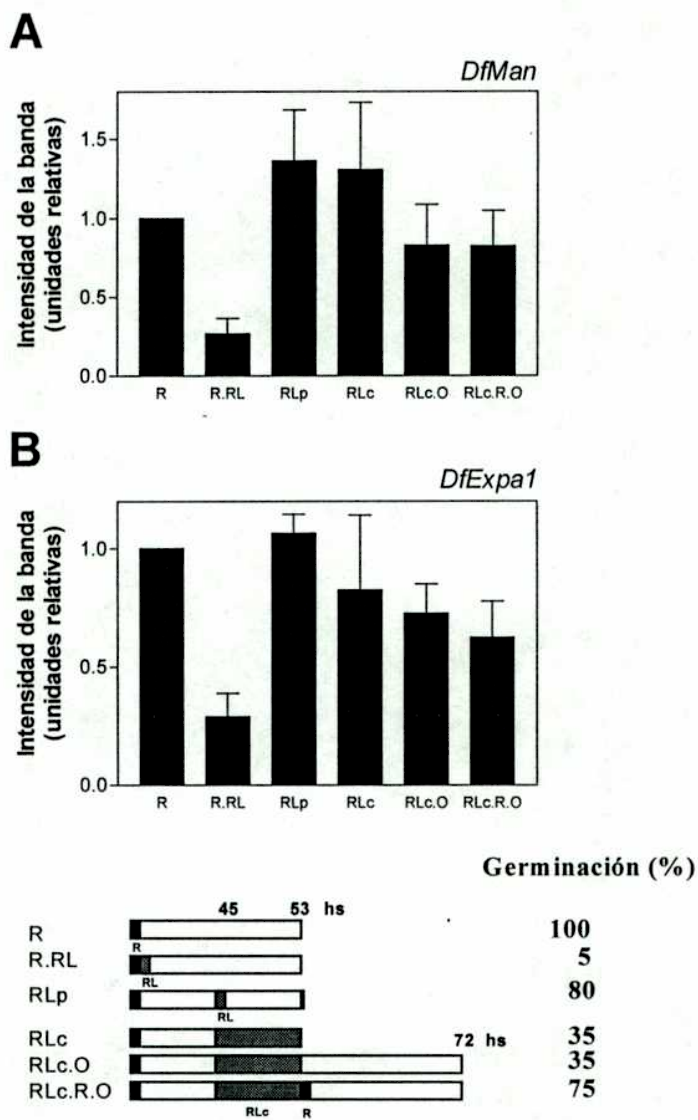 A
DfMan
Intensidad de la banda
(unidades relativas)
1.5
1.0
0.5
0.0
R R.RL RLp RLc RLc.O RLc.R.O
B
DfExpa1
Intensidad de la banda
(unidades relativas)
1.0
0.5
0.0
R R.RL RLp RLc RLc.O RLc.R.O
Germinación (%)
45 53 hs
R 100
R
R.RL 5
RL
RLp 80
RL
RLc 72 hs 35
RLc.O 35
RLc.R.O 75
RLc R